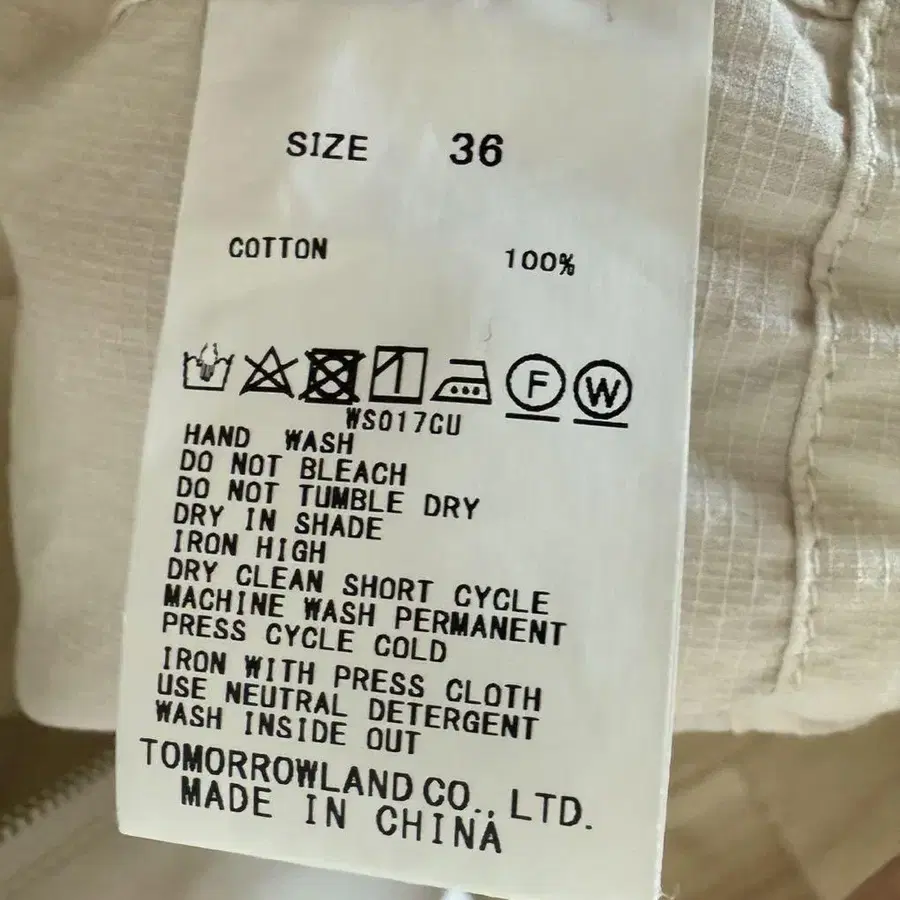 SIZE 36
COTTON 100%
F W
WS017CU
HAND WASH
DO NOT BLEACH
DO NOT TUMBLE DRY
DRY IN SHADE
IRON HIGH
DRY CLEAN SHORT CYCLE
MACHINE WASH PERMANENT
PRESS CYCLE COLD
IRON WITH PRESS CLOTH
USE NEUTRAL DETERGENT
WASH INSIDE OUT
TOMORROWLAND CO., LTD.
MADE IN CHINA